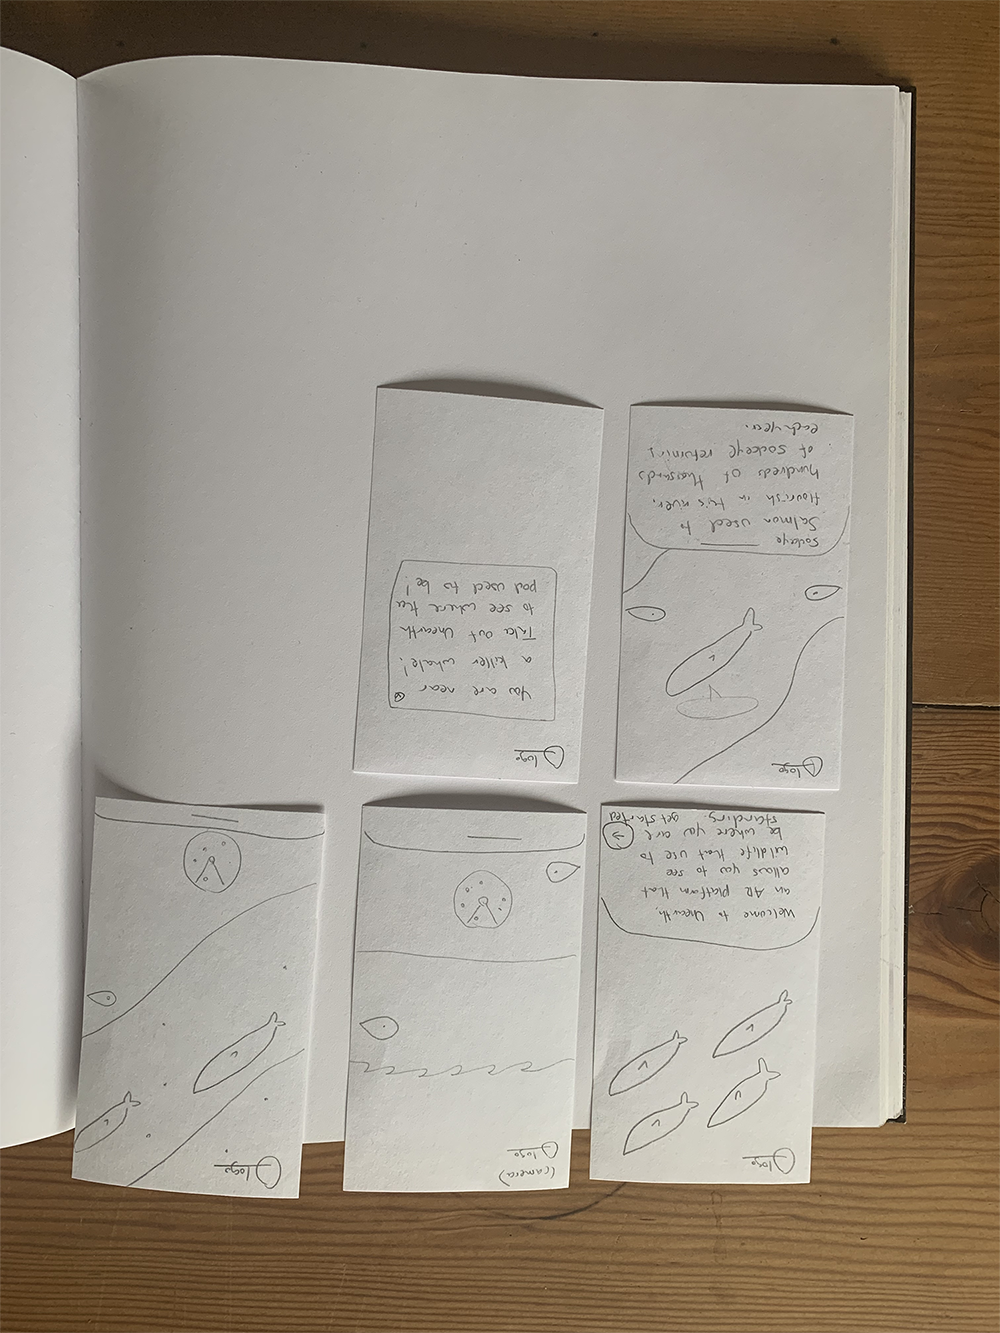 logo
Welcome to Unearth,
an AR platform that
allows you to see
wildlife that use to
be where you are
standing. get started
(camera)
logo
logo
logo
Sockeye
Salmon used to
flourish in this river,
hundreds of thousands
of sockeye returning
each year.
logo
You are near
a killer whale!
Take out Unearth
to see where the
pod used to be!